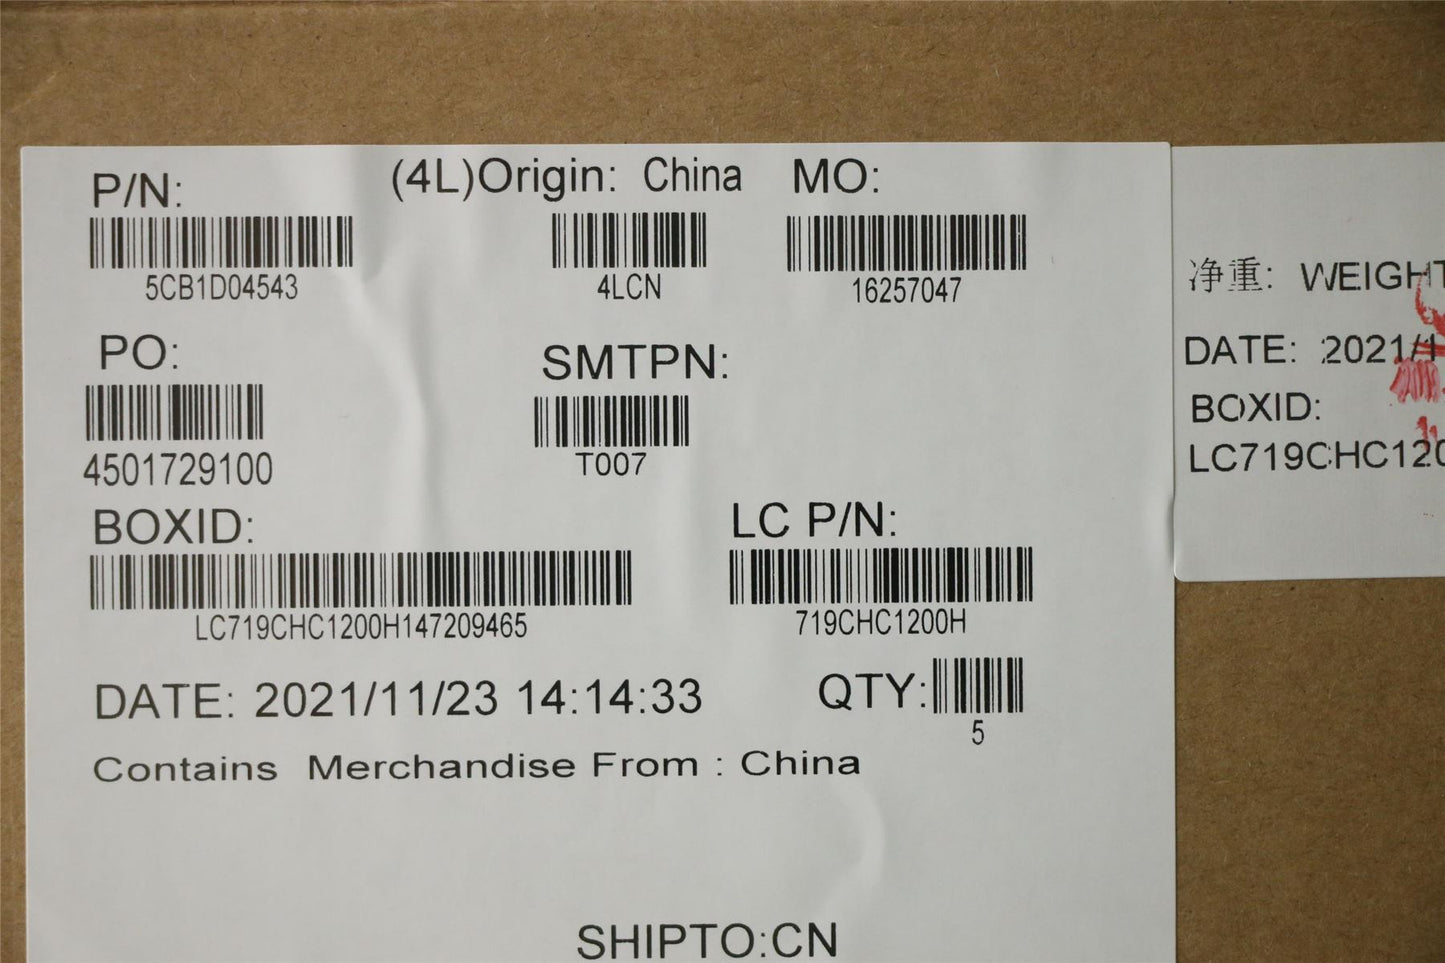 P/N: (4L)Origin: China MO:
5CB1D04543 4LCN 16257047
PO: SMTPN:
4501729100 T007
BOXID: LC P/N:
LC719CHC1200H147209465 719CHC1200H
DATE: 2021/11/23 14:14:33 QTY:
5
Contains Merchandise From : China
SHIPTO:CN
净重: WEIGHT
DATE: 2021/1
BOXID:
LC719CHC120